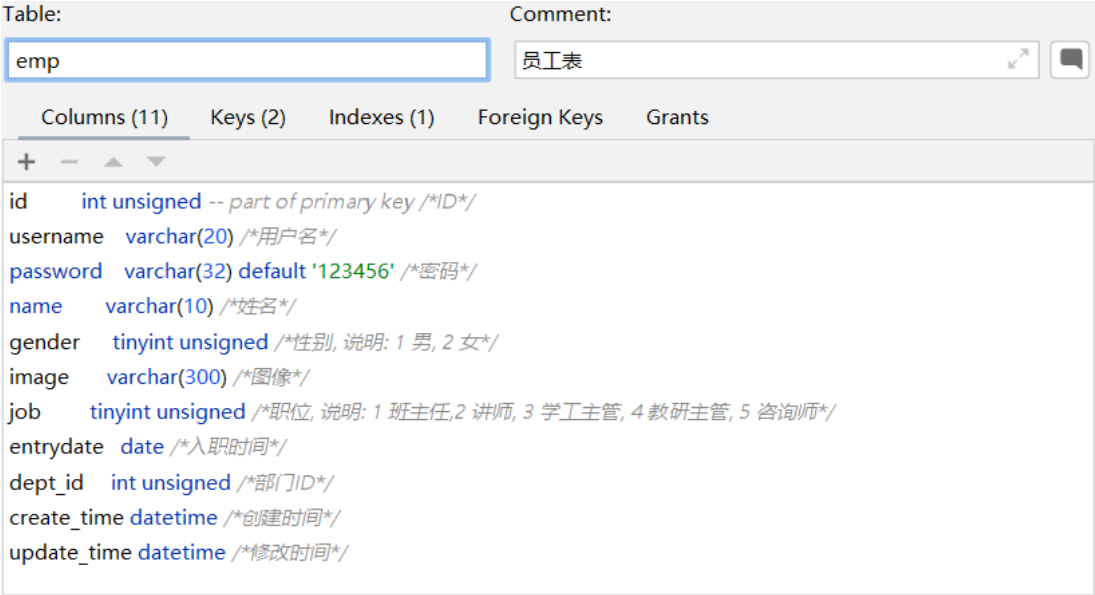 Table: Comment:
emp 员工表
Columns (11) Keys (2) Indexes (1) Foreign Keys Grants
id int unsigned -- part of primary key /*ID*/
username varchar(20) /*用户名*/
password varchar(32) default '123456' /*密码*/
name varchar(10) /*姓名*/
gender tinyint unsigned /*性别, 说明: 1 男, 2 女*/
image varchar(300) /*图像*/
job tinyint unsigned /*职位, 说明: 1 班主任,2 讲师, 3 学工主管, 4 教研主管, 5 咨询师*/
entrydate date /*入职时间*/
dept_id int unsigned /*部门ID*/
create_time datetime /*创建时间*/
update_time datetime /*修改时间*/